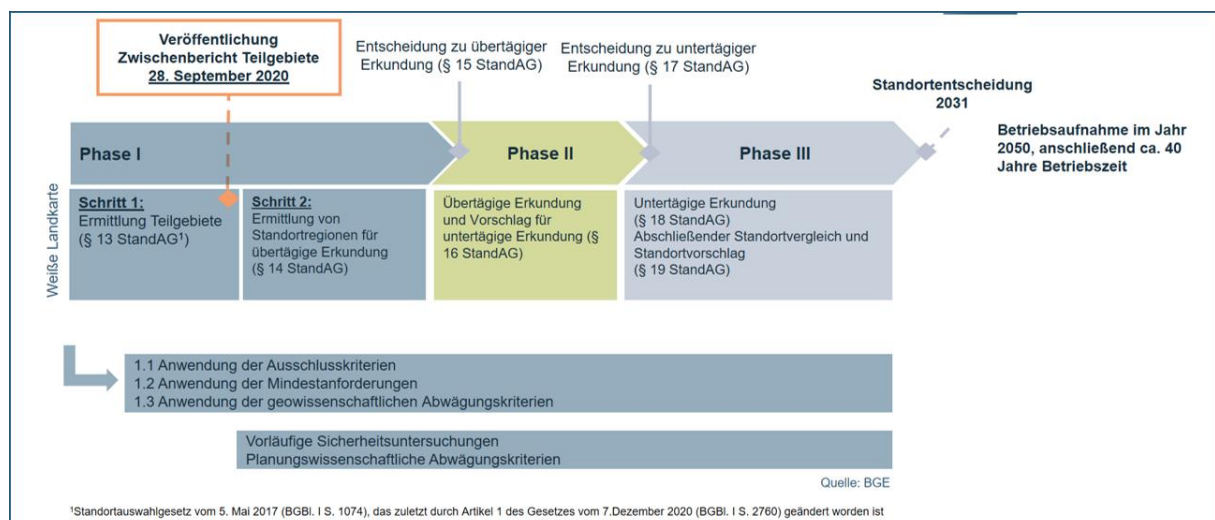 Veröffentlichung
Zwischenbericht Teilgebiete
28. September 2020
Entscheidung zu übertägiger
Erkundung (§ 15 StandAG)
Entscheidung zu untertägiger
Erkundung (§ 17 StandAG)
Standortentscheidung
2031
Betriebsaufnahme im Jahr
2050, anschließend ca. 40
Jahre Betriebszeit
Phase I
Phase II
Phase III
Weiße Landkarte
Schritt 1:
Ermittlung Teilgebiete
(§ 13 StandAG¹)
Schritt 2:
Ermittlung von
Standortregionen für
übertägige Erkundung
(§ 14 StandAG)
Übertägige Erkundung
und Vorschlag für
untertägige Erkundung (§
16 StandAG)
Untertägige Erkundung
(§ 18 StandAG)
Abschließender Standortvergleich und
Standortvorschlag
(§ 19 StandAG)
1.1 Anwendung der Ausschlusskriterien
1.2 Anwendung der Mindestanforderungen
1.3 Anwendung der geowissenschaftlichen Abwägungskriterien
Vorläufige Sicherheitsuntersuchungen
Planungswissenschaftliche Abwägungskriterien
Quelle: BGE
¹Standortauswahlgesetz vom 5. Mai 2017 (BGBl. I S. 1074), das zuletzt durch Artikel 1 des Gesetzes vom 7.Dezember 2020 (BGBl. I S. 2760) geändert worden ist